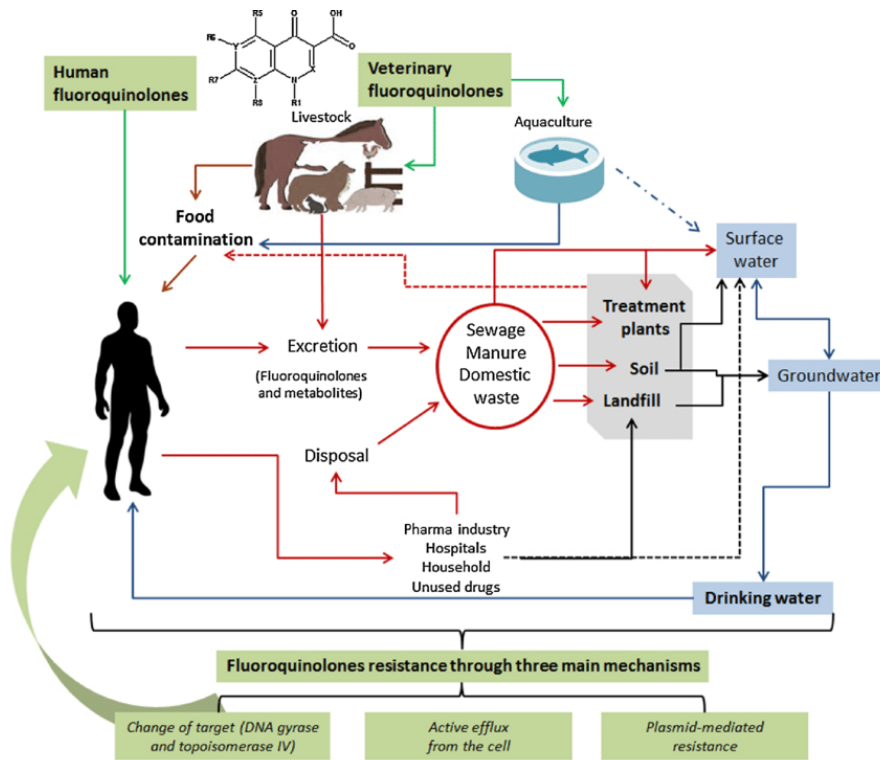 R5
O
OH
R6
Y
O
R7
Z
N
X
R8
R1
Human
fluoroquinolones
Veterinary
fluoroquinolones
Livestock
Aquaculture
Food
contamination
Surface
water
Treatment
plants
Sewage
Manure
Domestic
waste
Excretion
(Fluoroquinolones
and metabolites)
Soil
Landfill
Groundwater
Disposal
Pharma industry
Hospitals
Household
Unused drugs
Drinking water
Fluoroquinolones resistance through three main mechanisms
Change of target (DNA gyrase
and topoisomerase IV)
Active efflux
from the cell
Plasmid-mediated
resistance